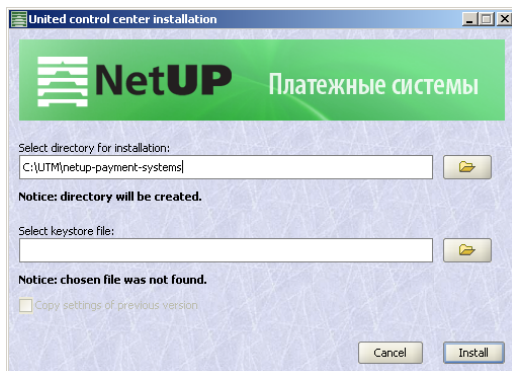 United control center installation
NetUP Платежные системы
Select directory for installation:
C:\UTM\netup-payment-systems
Notice: directory will be created.
Select keystore file:
Notice: chosen file was not found.
Copy settings of previous version
Cancel Install